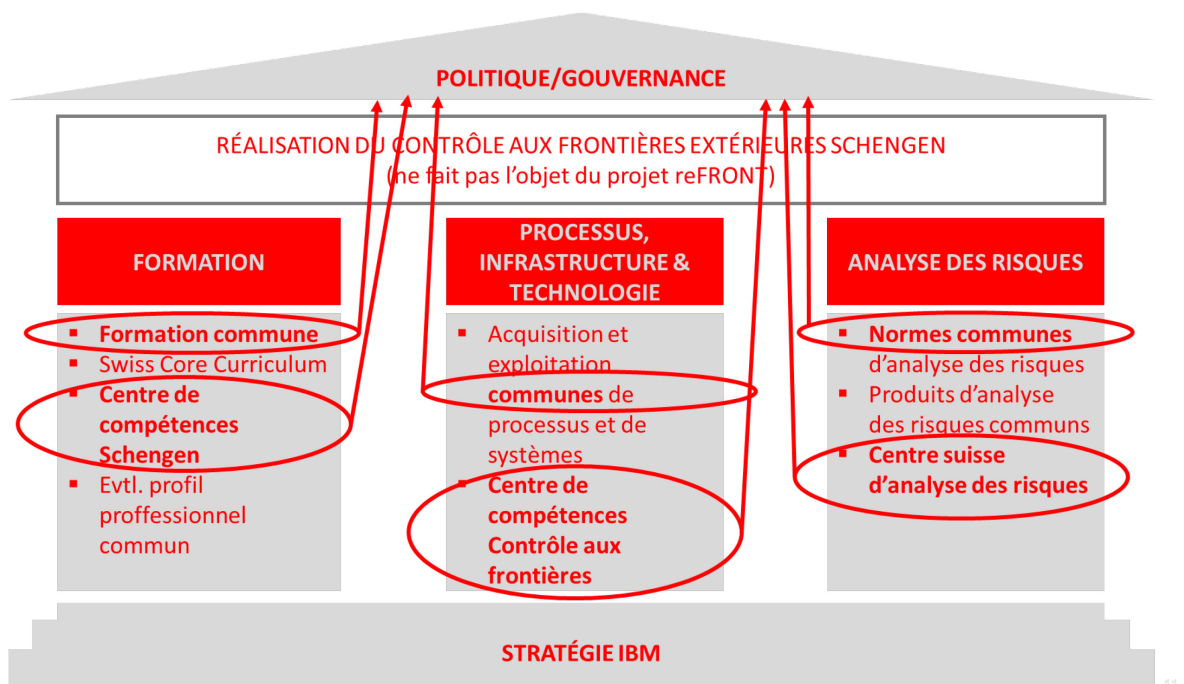 POLITIQUE/GOUVERNANCE
RÉALISATION DU CONTRÔLE AUX FRONTIÈRES EXTÉRIEURES SCHENGEN
(ne fait pas l'objet du projet reFRONT)
FORMATION
▪ Formation commune
▪ Swiss Core Curriculum
▪ Centre de
compétences
Schengen
▪ Evtl. profil
proffessionnel
commun
PROCESSUS,
INFRASTRUCTURE &
TECHNOLOGIE
▪ Acquisition et
exploitation
communes de
processus et de
systèmes
▪ Centre de
compétences
Contrôle aux
frontières
ANALYSE DES RISQUES
▪ Normes communes
d'analyse des risques
▪ Produits d'analyse
des risques communs
▪ Centre suisse
d'analyse des risques
STRATÉGIE IBM